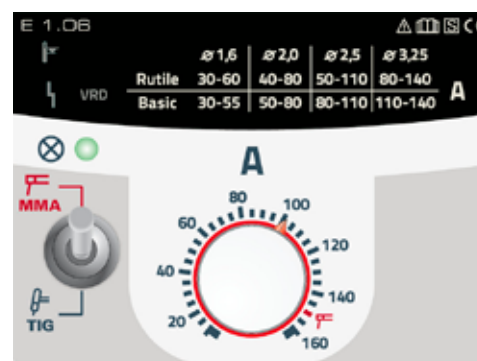 E 1.06
S C
ø 1,6 ø 2,0 ø 2,5 ø 3,25
Rutile 30-60 40-80 50-110 80-140
VRD
A
Basic 30-55 50-80 80-110 110-140
A
MMA
TIG
20
40
60
80
100
120
140
160